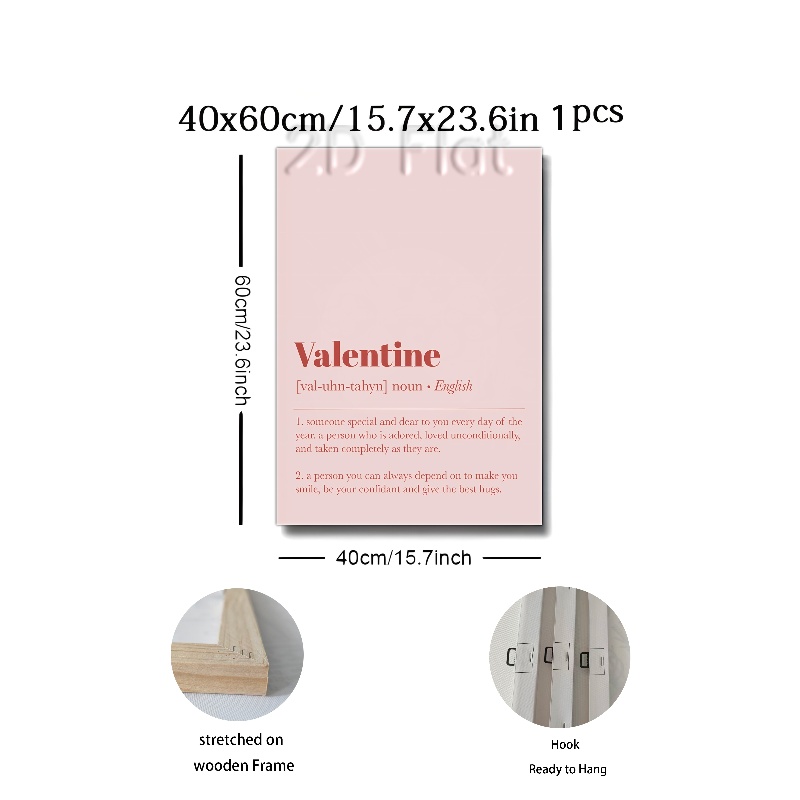 40x60cm/15.7x23.6in 1pcs
2D Flat
60cm/23.6inch
Valentine
[val-uhn-tahyn] noun • English
1. someone special and dear to you every day of the
year. a person who is adored, loved unconditionally,
and taken completely as they are.
2. a person you can always depend on to make you
smile, be your confidant and give the best hugs.
40cm/15.7inch
stretched on
wooden Frame
Hook
Ready to Hang